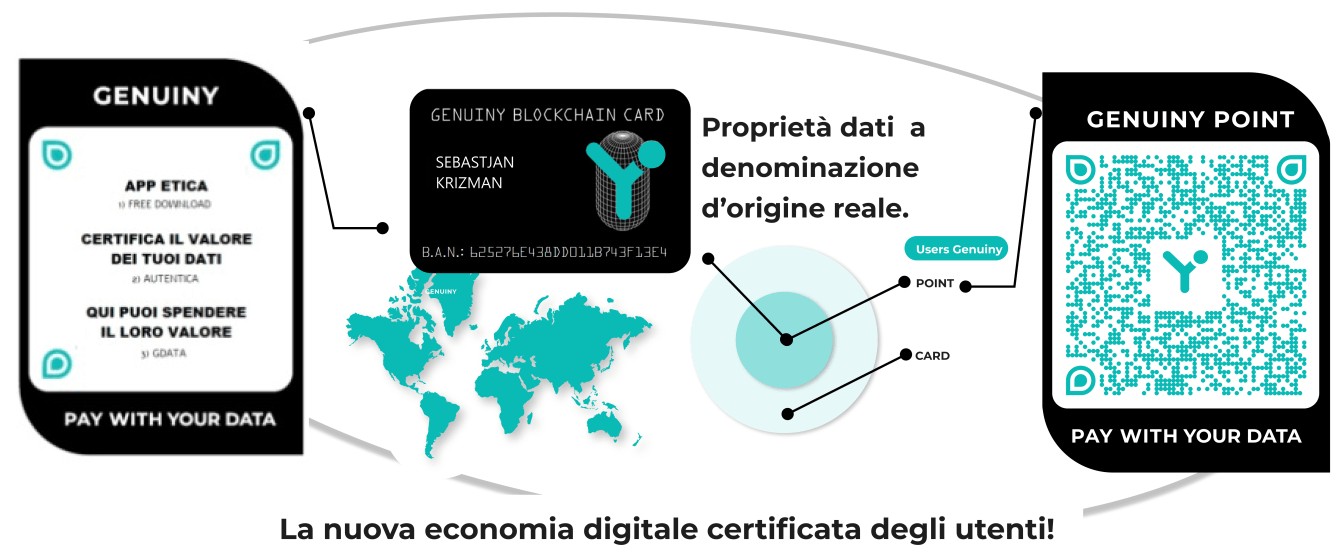 GENUINY
APP ETICA
1) FREE DOWNLOAD
CERTIFICA IL VALORE
DEI TUOI DATI
2) AUTENTICA
QUI PUOI SPENDERE
IL LORO VALORE
3) GDATA
PAY WITH YOUR DATA
GENUINY BLOCKCHAIN CARD
SEBASTJAN
KRIZMAN
B.A.N.: 625276E438DD011B743F13E4
GENUINY
Proprietà dati a
denominazione
d’origine reale.
Users Genuiny
POINT
CARD
GENUINY POINT
PAY WITH YOUR DATA
La nuova economia digitale certificata degli utenti!